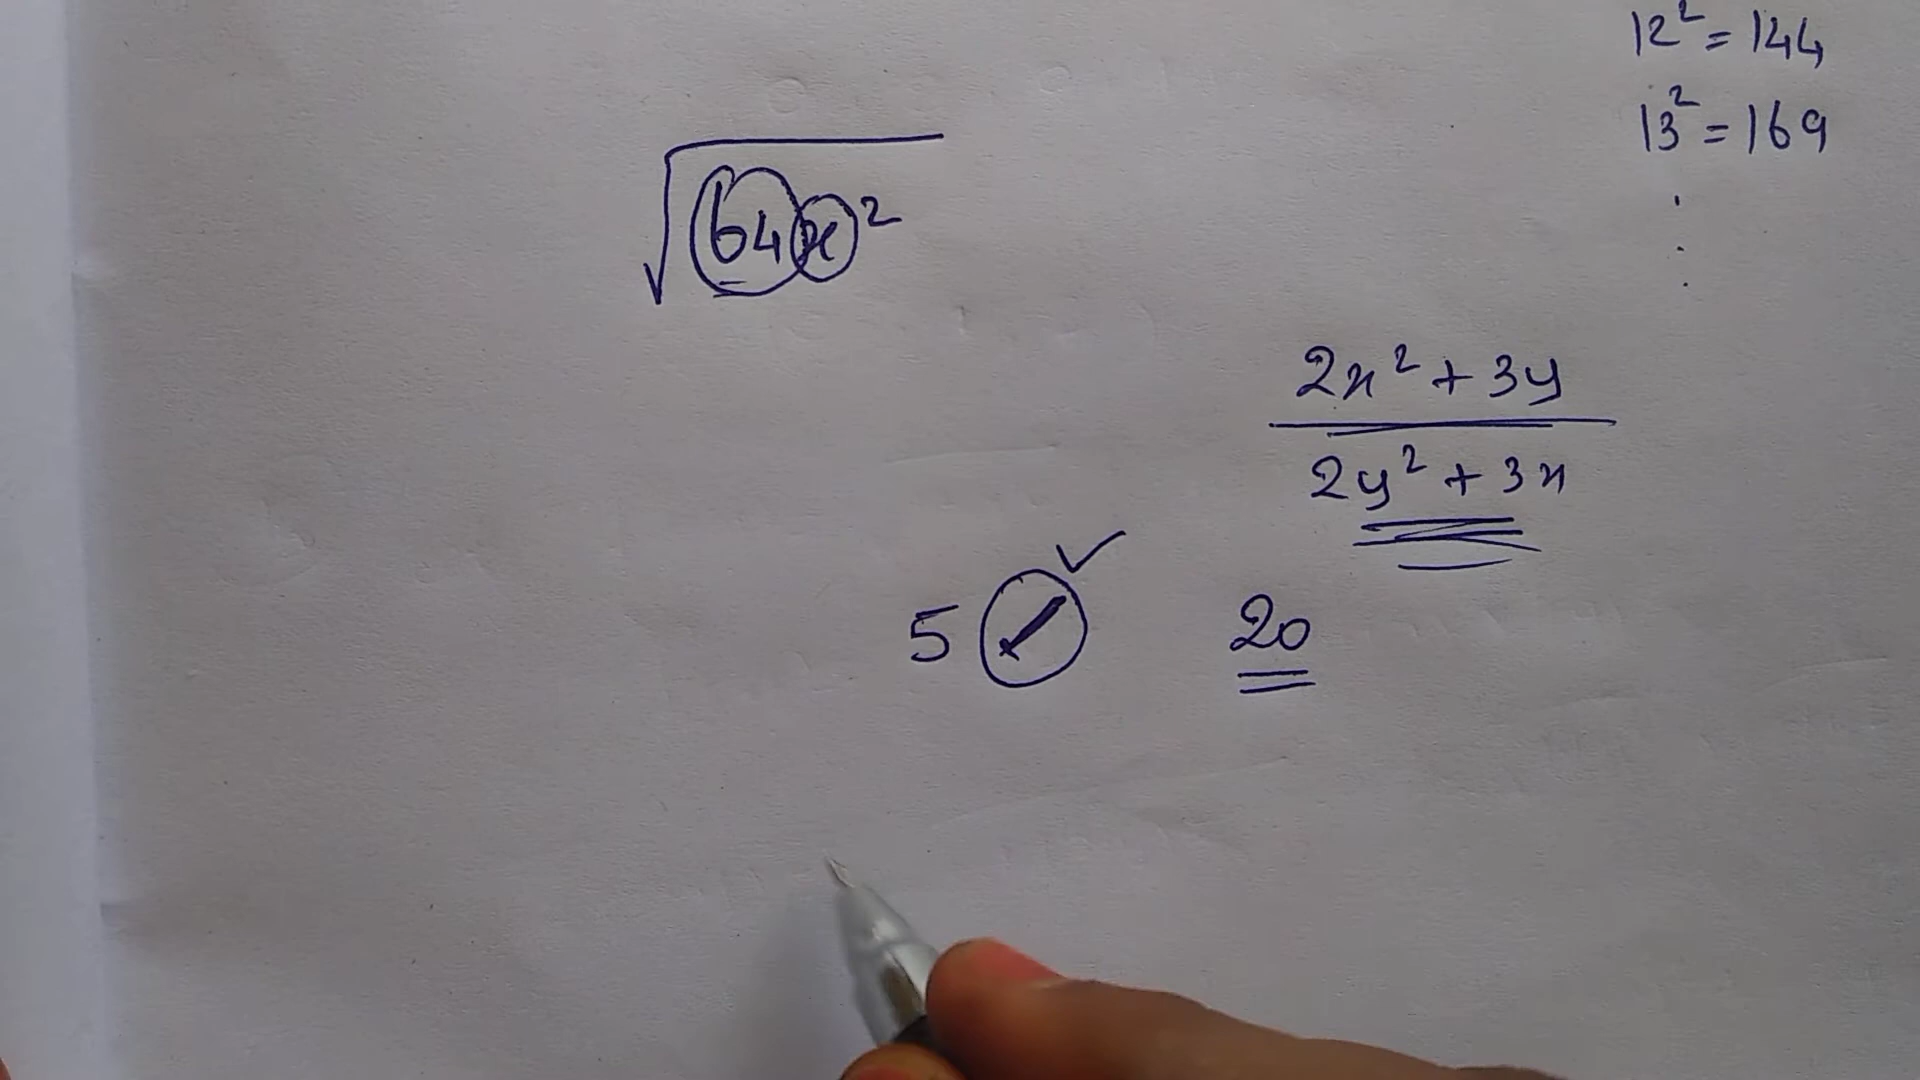 12² = 144
13² = 169
√64x²
2x² + 3y
2y² + 3x
5 ✓ 20